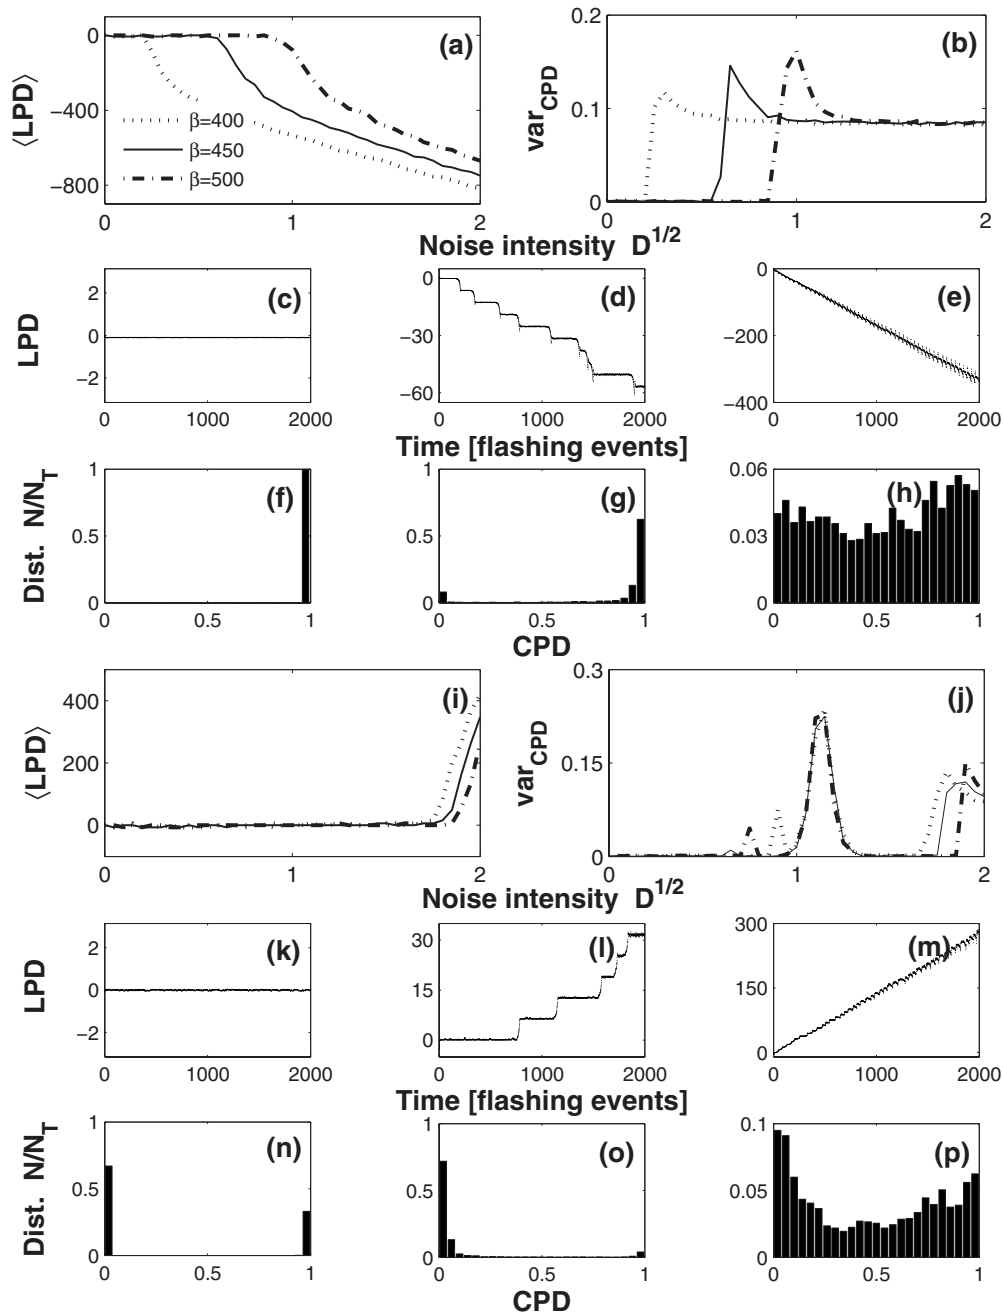 (a)
(b)
⟨LPD⟩
var_CPD
0
−400
−800
β=400
β=450
β=500
0 1 2
0.2
0.1
0
0 1 2
Noise intensity D^{1/2}
LPD
(c)
2
0
−2
0 1000 2000
(d)
0
−30
−60
0 1000 2000
(e)
0
−200
−400
0 1000 2000
Time [flashing events]
Dist. N/N_T
(f)
1
0.5
0
0 0.5 1
(g)
1
0.5
0
0 0.5 1
(h)
0.06
0.03
0
0 0.5 1
CPD
⟨LPD⟩
(i)
400
200
0
0 1 2
var_CPD
(j)
0.3
0.15
0
0 1 2
Noise intensity D^{1/2}
LPD
(k)
2
0
−2
0 1000 2000
(l)
30
15
0
0 1000 2000
(m)
300
150
0
0 1000 2000
Time [flashing events]
Dist. N/N_T
(n)
1
0.5
0
0 0.5 1
(o)
1
0.5
0
0 0.5 1
(p)
0.1
0.05
0
0 0.5 1
CPD